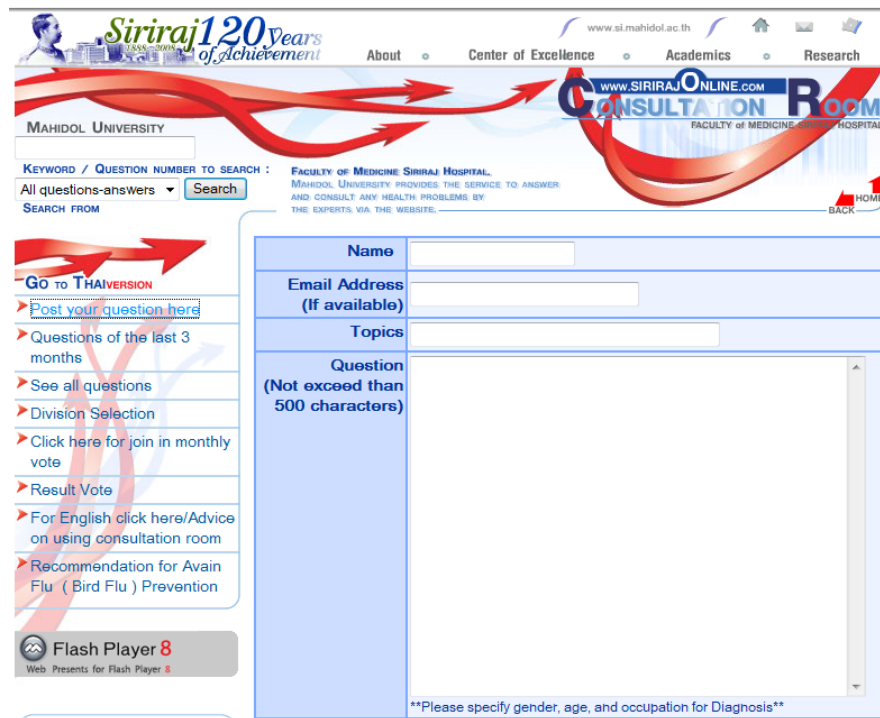 Siriraj 120 years
1888-2008 of Achievement
www.si.mahidol.ac.th
About
Center of Excellence
Academics
Research
www.SIRIRAJONLINE.COM
CONSULTATION ROOM
FACULTY of MEDICINE SIRIRAJ HOSPITAL
MAHIDOL UNIVERSITY
KEYWORD / QUESTION NUMBER TO SEARCH :
All questions-answers
Search
SEARCH FROM
FACULTY OF MEDICINE SIRIRAJ HOSPITAL,
MAHIDOL UNIVERSITY PROVIDES THE SERVICE TO ANSWER
AND CONSULT ANY HEALTH PROBLEMS BY
THE EXPERTS VIA THE WEBSITE.
HOME
BACK
GO TO THAI VERSION
Post your question here
Questions of the last 3
months
See all questions
Division Selection
Click here for join in monthly
vote
Result Vote
For English click here/Advice
on using consultation room
Recommendation for Avain
Flu ( Bird Flu ) Prevention
Flash Player 8
Web Presents for Flash Player 8
Name
Email Address
(If available)
Topics
Question
(Not exceed than
500 characters)
**Please specify gender, age, and occupation for Diagnosis**